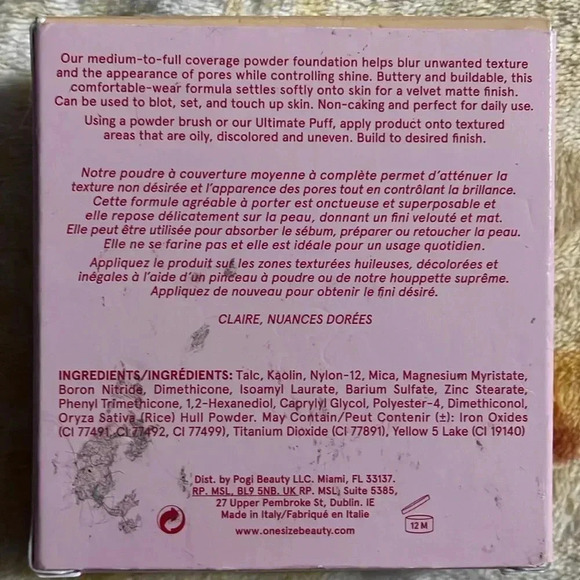 Our medium-to-full coverage powder foundation helps blur unwanted texture
and the appearance of pores while controlling shine. Buttery and buildable, this
comfortable-wear formula settles softly onto skin for a velvet matte finish.
Can be used to blot, set, and touch up skin. Non-caking and perfect for daily use.
Using a powder brush or our Ultimate Puff, apply product onto textured
areas that are oily, discolored and uneven. Build to desired finish.
Notre poudre à couverture moyenne à complète permet d'atténuer la
texture non désirée et l'apparence des pores tout en contrôlant la brillance.
Cette formule agréable à porter est onctueuse et superposable et
elle repose délicatement sur la peau, donnant un fini velouté et mat.
Elle peut être utilisée pour absorber le sébum, préparer ou retoucher la peau.
Elle ne se farine pas et elle est idéale pour un usage quotidien.
Appliquez le produit sur les zones texturées huileuses, décolorées et
inégales à l'aide d'un pinceau à poudre ou de notre houppette suprême.
Appliquez de nouveau pour obtenir le fini désiré.
CLAIRE, NUANCES DORÉES
INGREDIENTS/INGRÉDIENTS: Talc, Kaolin, Nylon-12, Mica, Magnesium Myristate,
Boron Nitride, Dimethicone, Isoamyl Laurate, Barium Sulfate, Zinc Stearate,
Phenyl Trimethicone, 1,2-Hexanediol, Caprylyl Glycol, Polyester-4, Dimethiconol,
Oryza Sativa (Rice) Hull Powder. May Contain/Peut Contenir (±): Iron Oxides
(CI 77491, CI 77492, CI 77499), Titanium Dioxide (CI 77891), Yellow 5 Lake (CI 19140)
Dist. by Pogi Beauty LLC. Miami, FL 33137.
RP. MSL, BL9 5NB. UK RP. MSL, Suite 5385,
27 Upper Pembroke St, Dublin. IE
Made in Italy/Fabriqué en Italie
www.onesizebeauty.com
12 M